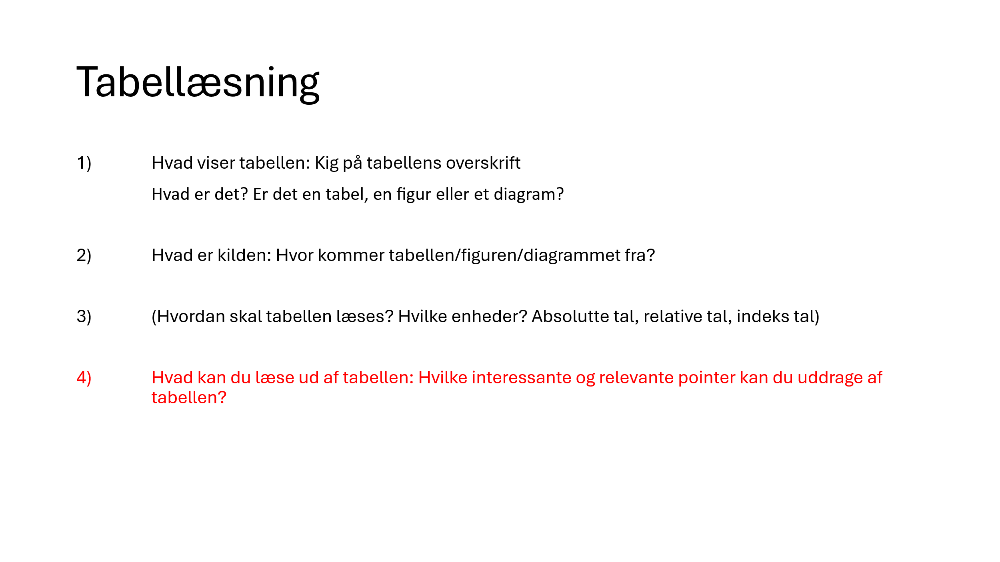 Tabellæsning
1) Hvad viser tabellen: Kig på tabellens overskrift
Hvad er det? Er det en tabel, en figur eller et diagram?
2) Hvad er kilden: Hvor kommer tabellen/figuren/diagrammet fra?
3) (Hvordan skal tabellen læses? Hvilke enheder? Absolutte tal, relative tal, indeks tal)
4) Hvad kan du læse ud af tabellen: Hvilke interessante og relevante pointer kan du uddrage af
tabellen?